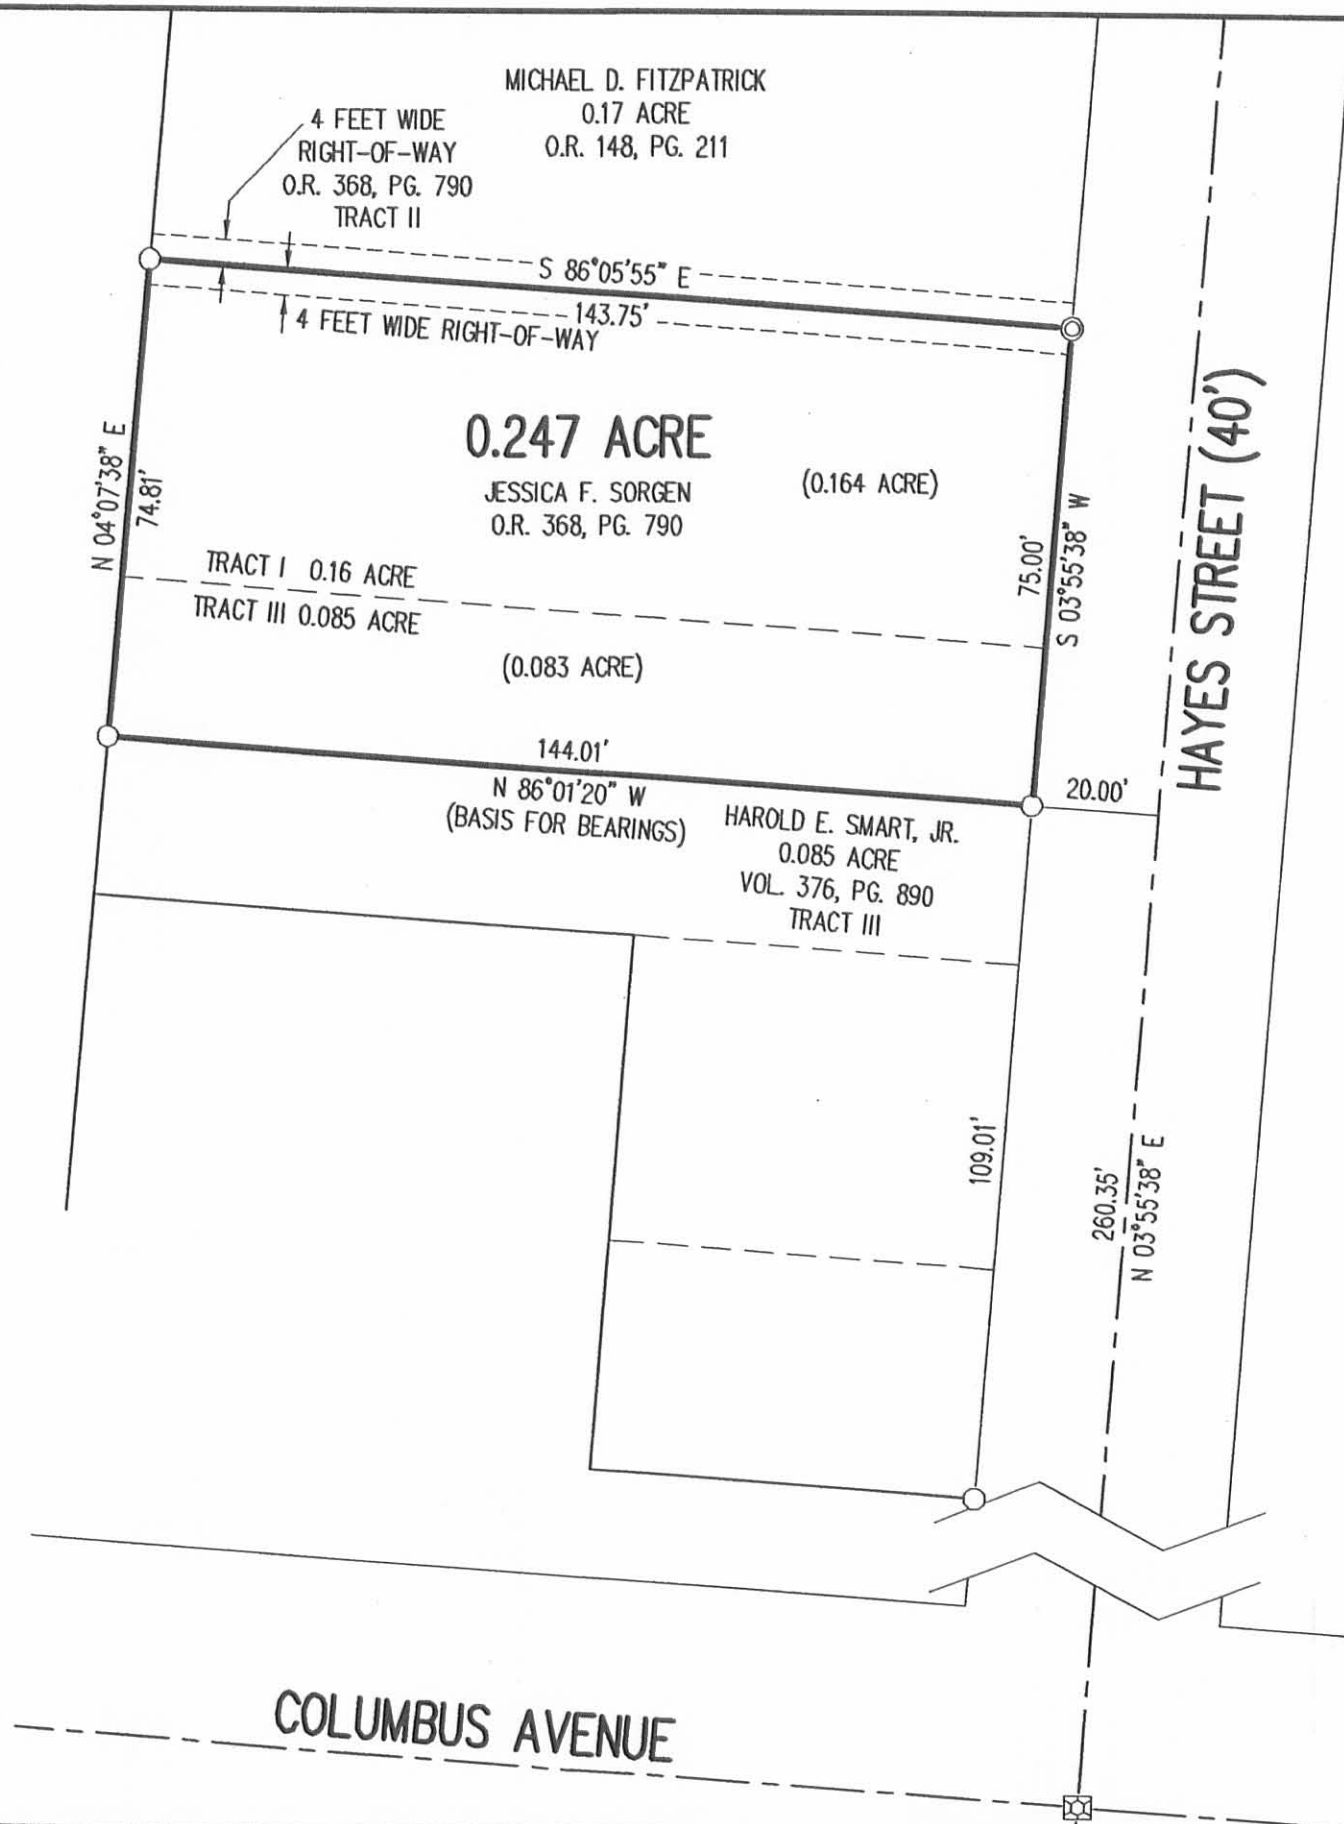 MICHAEL D. FITZPATRICK
0.17 ACRE
O.R. 148, PG. 211
4 FEET WIDE
RIGHT-OF-WAY
O.R. 368, PG. 790
TRACT II
S 86°05'55" E
143.75'
4 FEET WIDE RIGHT-OF-WAY
0.247 ACRE
JESSICA F. SORGEN
O.R. 368, PG. 790
(0.164 ACRE)
N 04°07'38" E
74.81'
75.00'
S 03°55'38" W
HAYES STREET (40')
TRACT I 0.16 ACRE
TRACT III 0.085 ACRE
(0.083 ACRE)
144.01'
N 86°01'20" W
(BASIS FOR BEARINGS)
20.00'
HAROLD E. SMART, JR.
0.085 ACRE
VOL. 376, PG. 890
TRACT III
109.01'
260.35'
N 03°55'38" E
COLUMBUS AVENUE